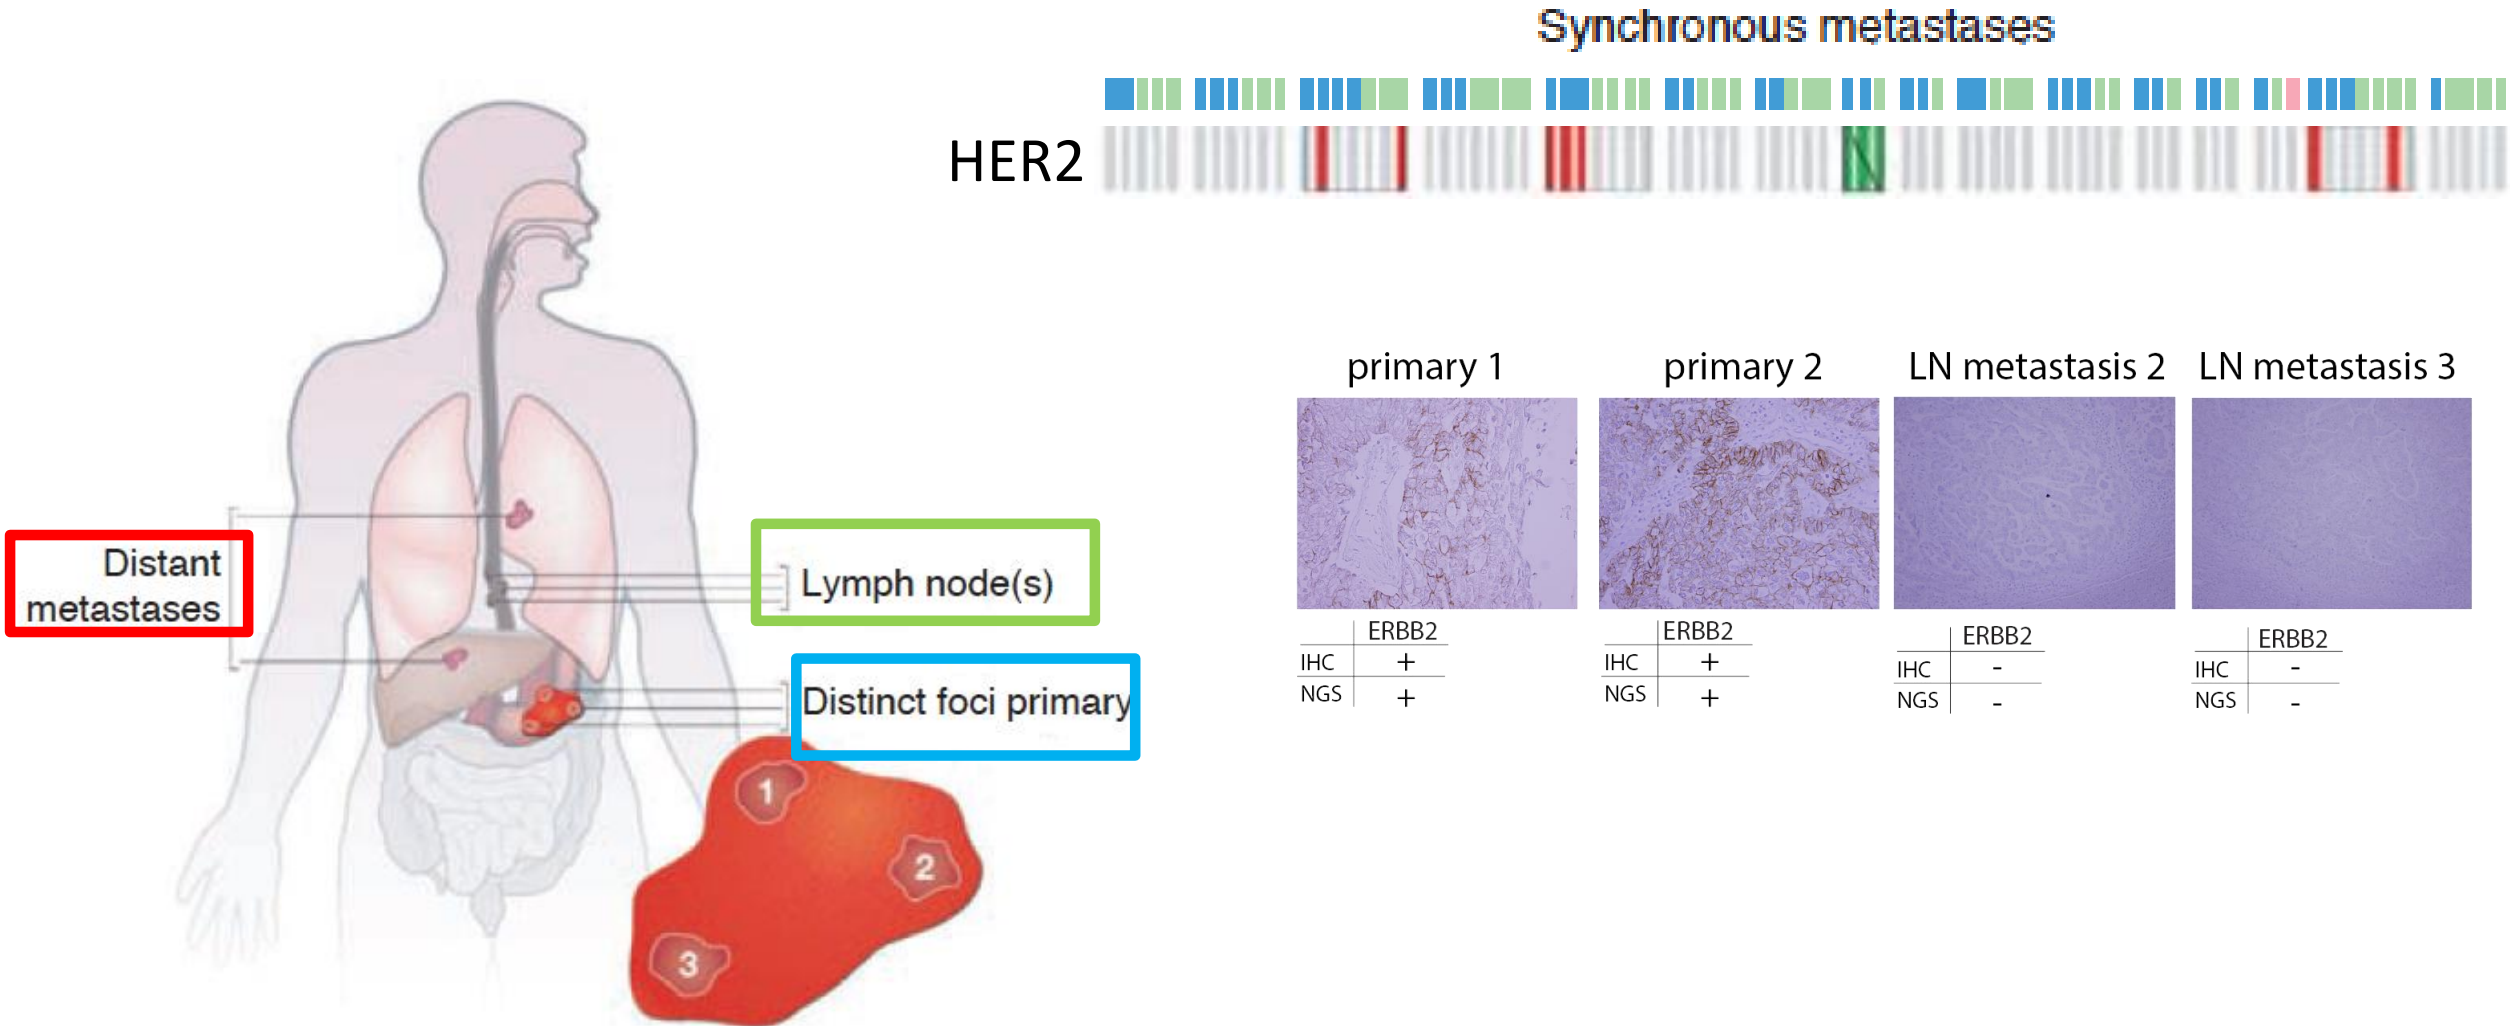 Synchronous metastases
HER2
Distant
metastases
Lymph node(s)
Distinct foci primary
1
2
3
primary 1
primary 2
LN metastasis 2
LN metastasis 3
ERBB2
IHC +
NGS +
ERBB2
IHC +
NGS +
ERBB2
IHC -
NGS -
ERBB2
IHC -
NGS -